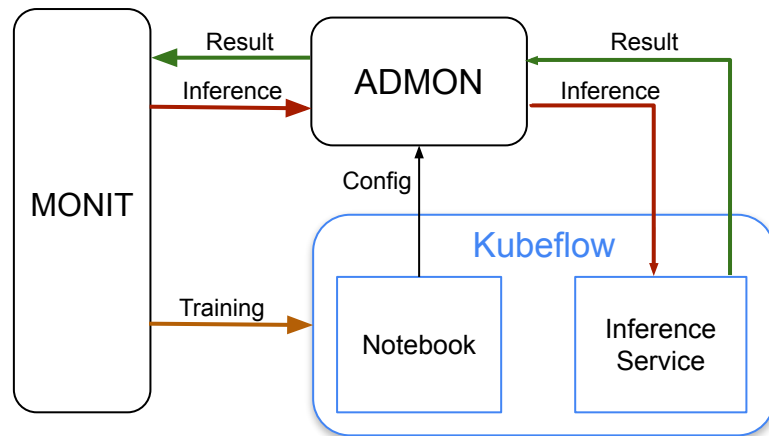 Result
Result
ADMON
Inference
Inference
Config
MONIT
Kubeflow
Training
Notebook
Inference
Service